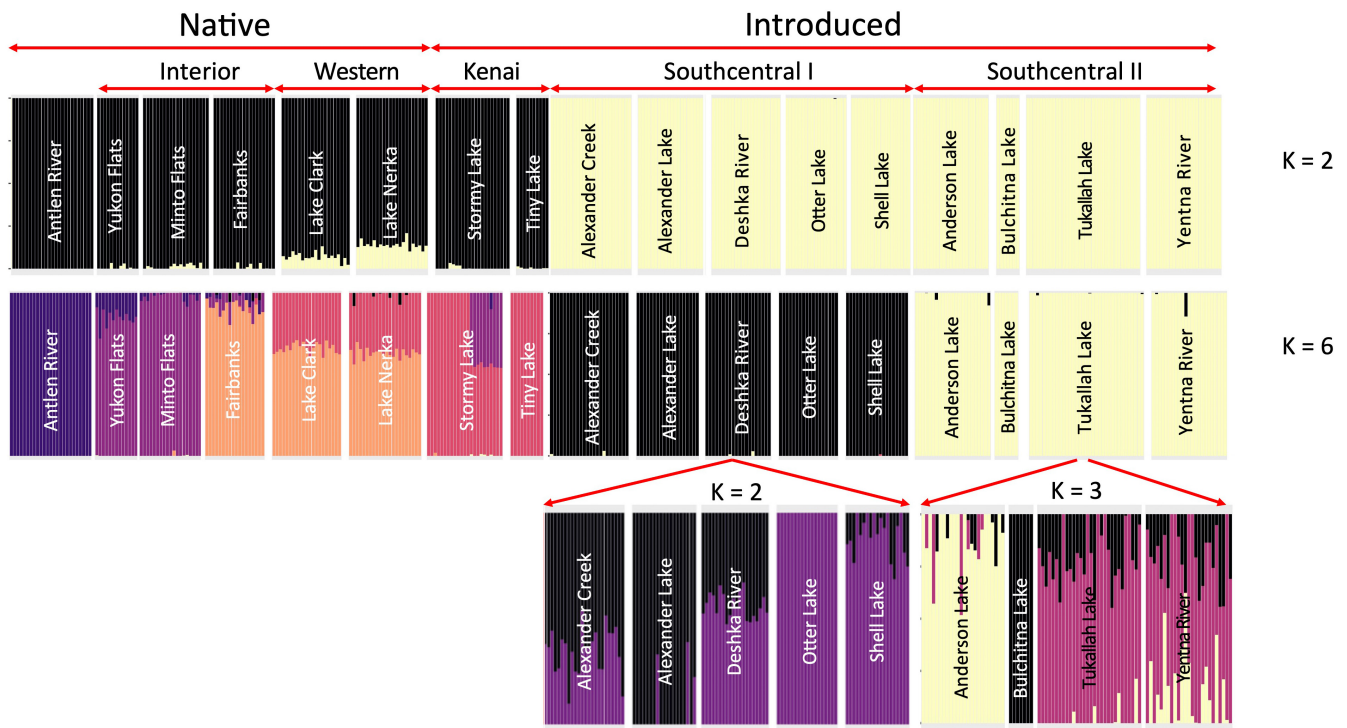 Native
Introduced
Interior
Western
Kenai
Southcentral I
Southcentral II
Antlen River
Yukon Flats
Minto Flats
Fairbanks
Lake Clark
Lake Nerka
Stormy Lake
Tiny Lake
Alexander Creek
Alexander Lake
Deshka River
Otter Lake
Shell Lake
Anderson Lake
Bulchitna Lake
Tukallah Lake
Yentna River
K = 2
Antlen River
Yukon Flats
Minto Flats
Fairbanks
Lake Clark
Lake Nerka
Stormy Lake
Tiny Lake
Alexander Creek
Alexander Lake
Deshka River
Otter Lake
Shell Lake
Anderson Lake
Bulchitna Lake
Tukallah Lake
Yentna River
K = 6
K = 2
K = 3
Alexander Creek
Alexander Lake
Deshka River
Otter Lake
Shell Lake
Anderson Lake
Bulchitna Lake
Tukallah Lake
Yentna River